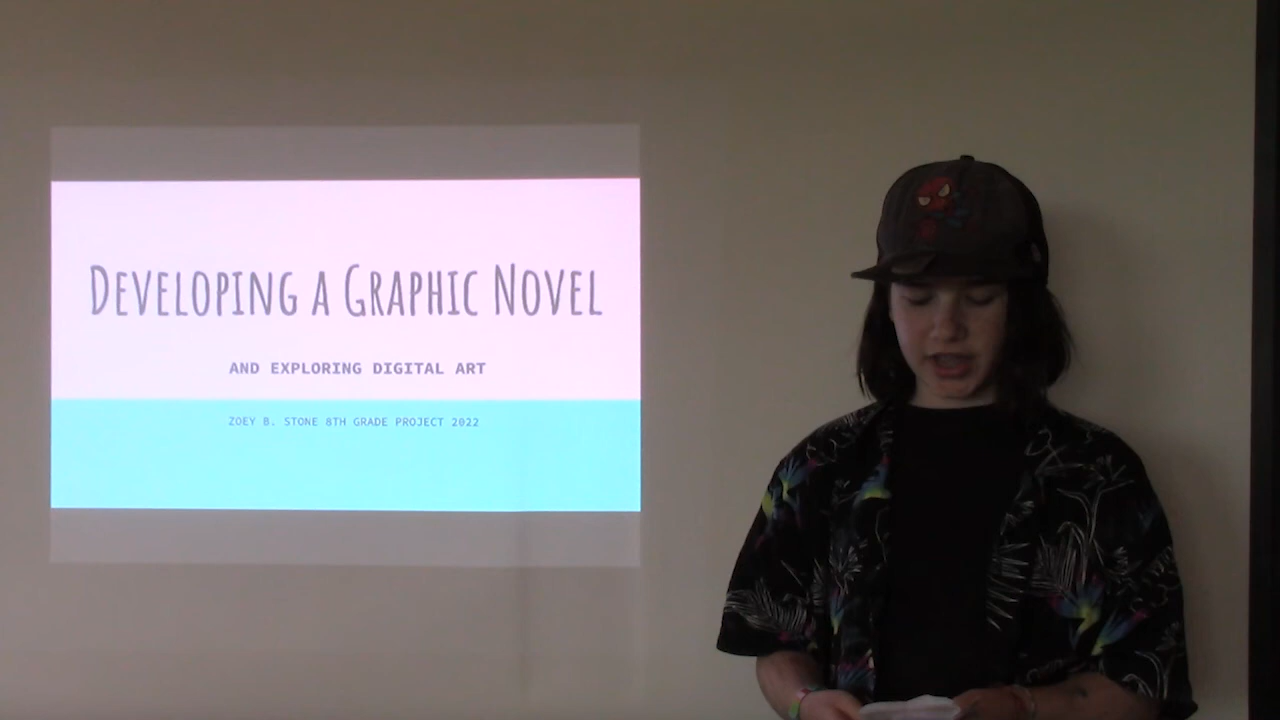 Developing a Graphic Novel
AND EXPLORING DIGITAL ART
ZOEY B. STONE 8TH GRADE PROJECT 2022